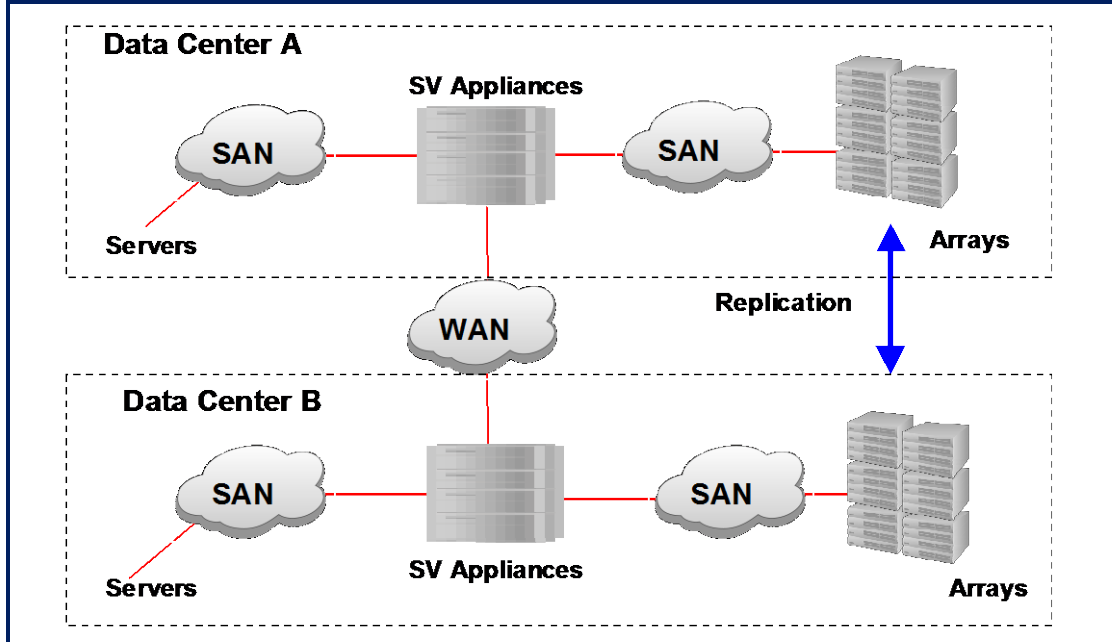 Data Center A
SV Appliances
SAN
SAN
Servers
Arrays
Replication
WAN
Data Center B
SAN
SAN
SV Appliances
Servers
Arrays